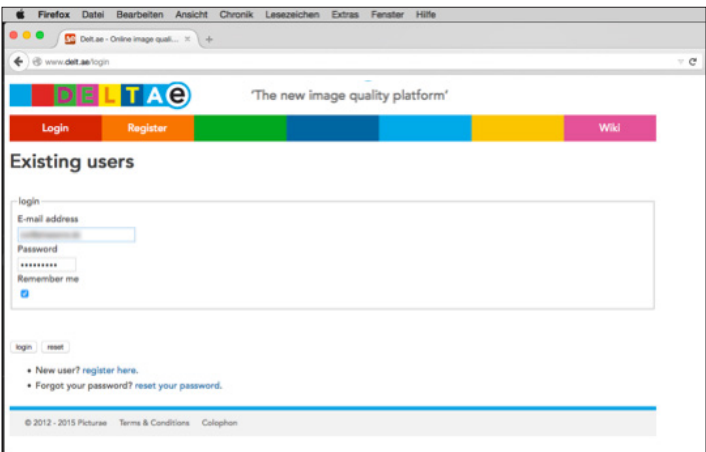 Firefox Datei Bearbeiten Ansicht Chronik Lesezeichen Extras Fenster Hilfe
Delt.ae - Online image quali... × +
www.delt.ae/login
DELTAe 'The new image quality platform'
Login Register Wiki
Existing users
login
E-mail address
Password
•••••••••
Remember me
login reset
• New user? register here.
• Forgot your password? reset your password.
© 2012 - 2015 Picturae Terms & Conditions Colophon